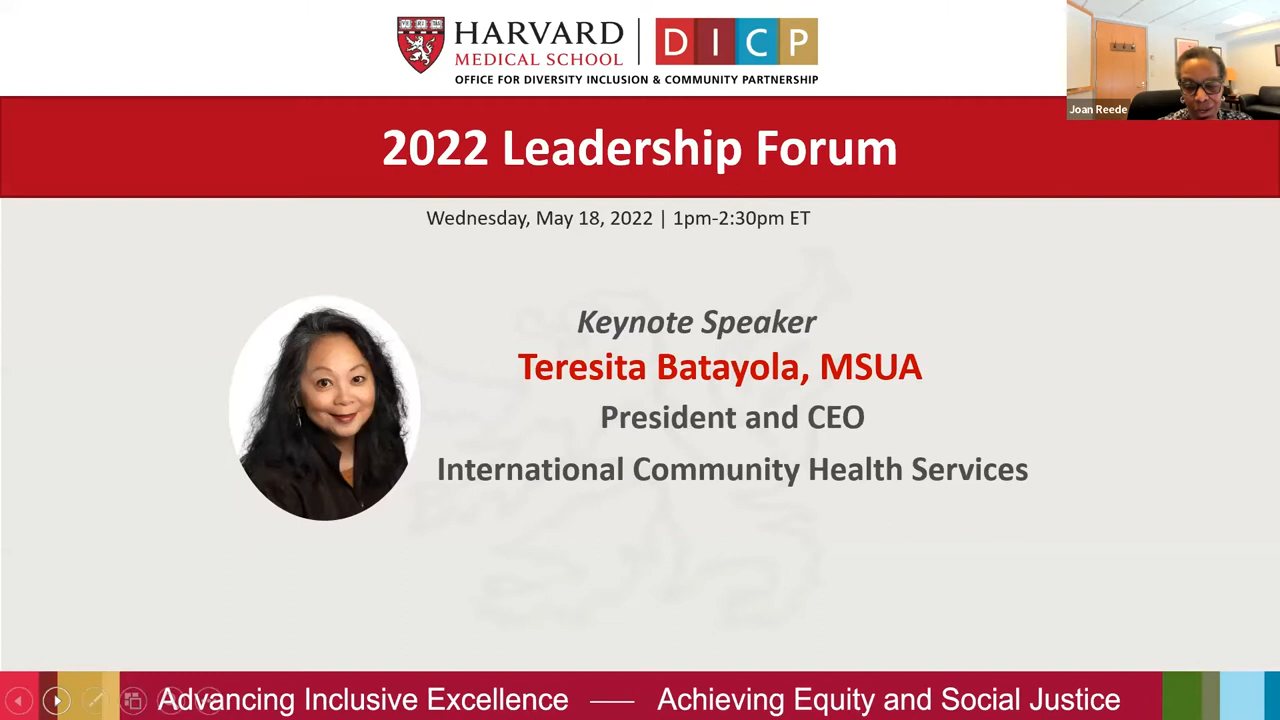 HARVARD
MEDICAL SCHOOL
DICP
OFFICE FOR DIVERSITY INCLUSION & COMMUNITY PARTNERSHIP
Joan Reede
2022 Leadership Forum
Wednesday, May 18, 2022 | 1pm-2:30pm ET
Keynote Speaker
Teresita Batayola, MSUA
President and CEO
International Community Health Services
Advancing Inclusive Excellence —— Achieving Equity and Social Justice